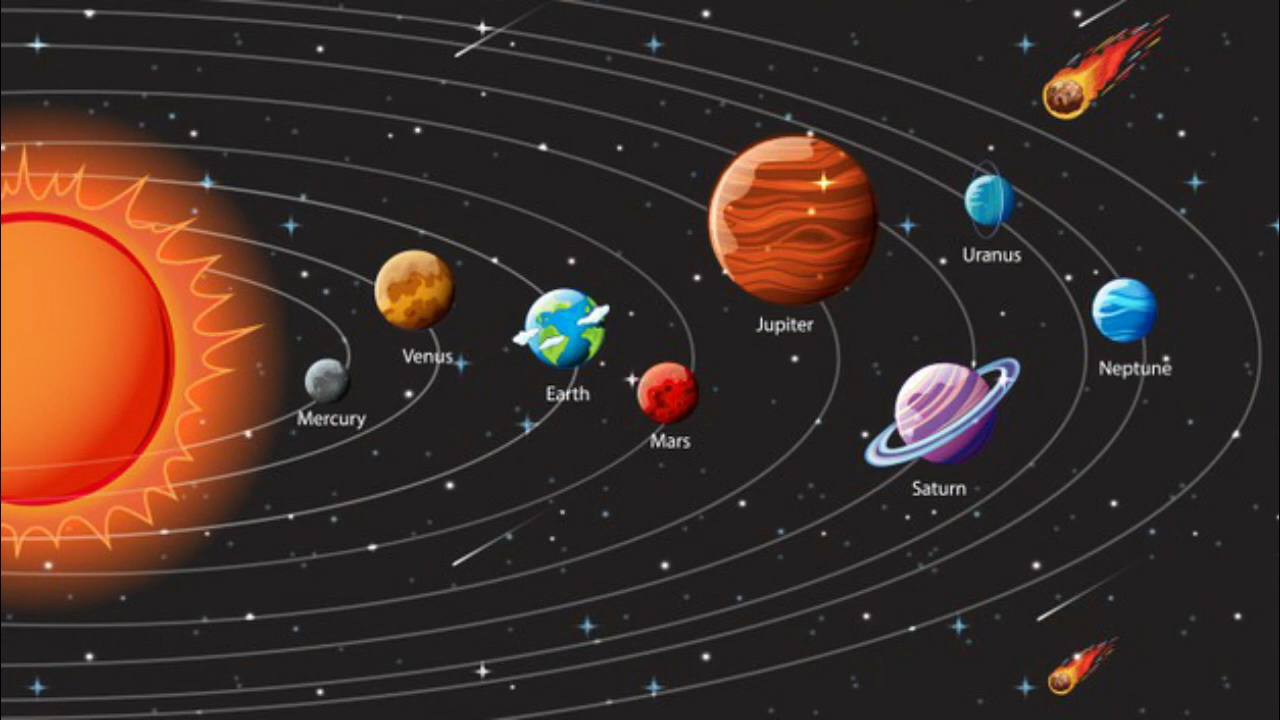 Mercury
Venus
Earth
Mars
Jupiter
Saturn
Uranus
Neptune